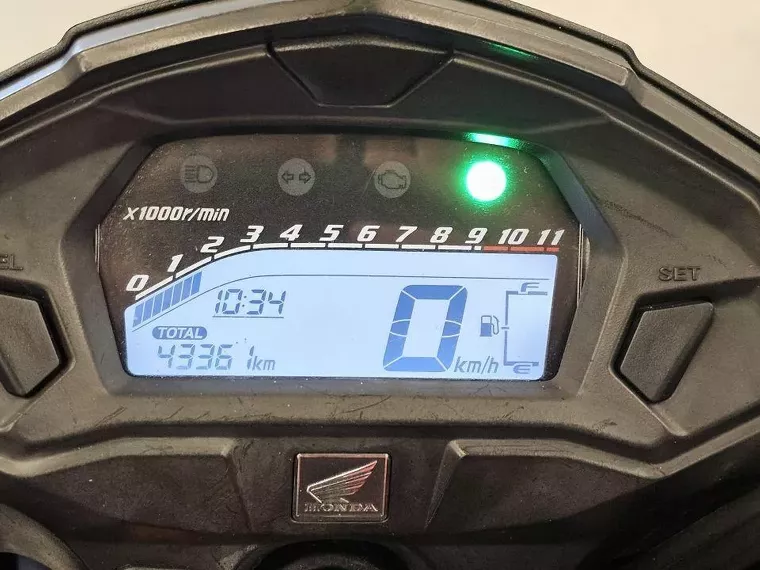 x1000r/min
0 1 2 3 4 5 6 7 8 9 10 11
EL
SET
10:34
F
TOTAL
43361km
0 km/h
E
HONDA